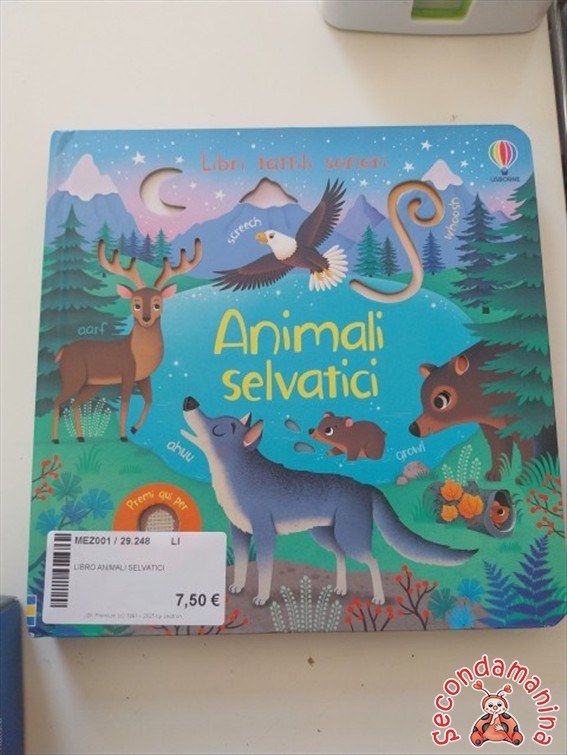 Libri tattili sonori
USBORNE
screech
whoosh
aarf
Animali
selvatici
ahuu
growl
Premi qui per
MEZ001 / 29.248 LI
LIBRO ANIMALI SELVATICI
7,50 €
Secondamanina